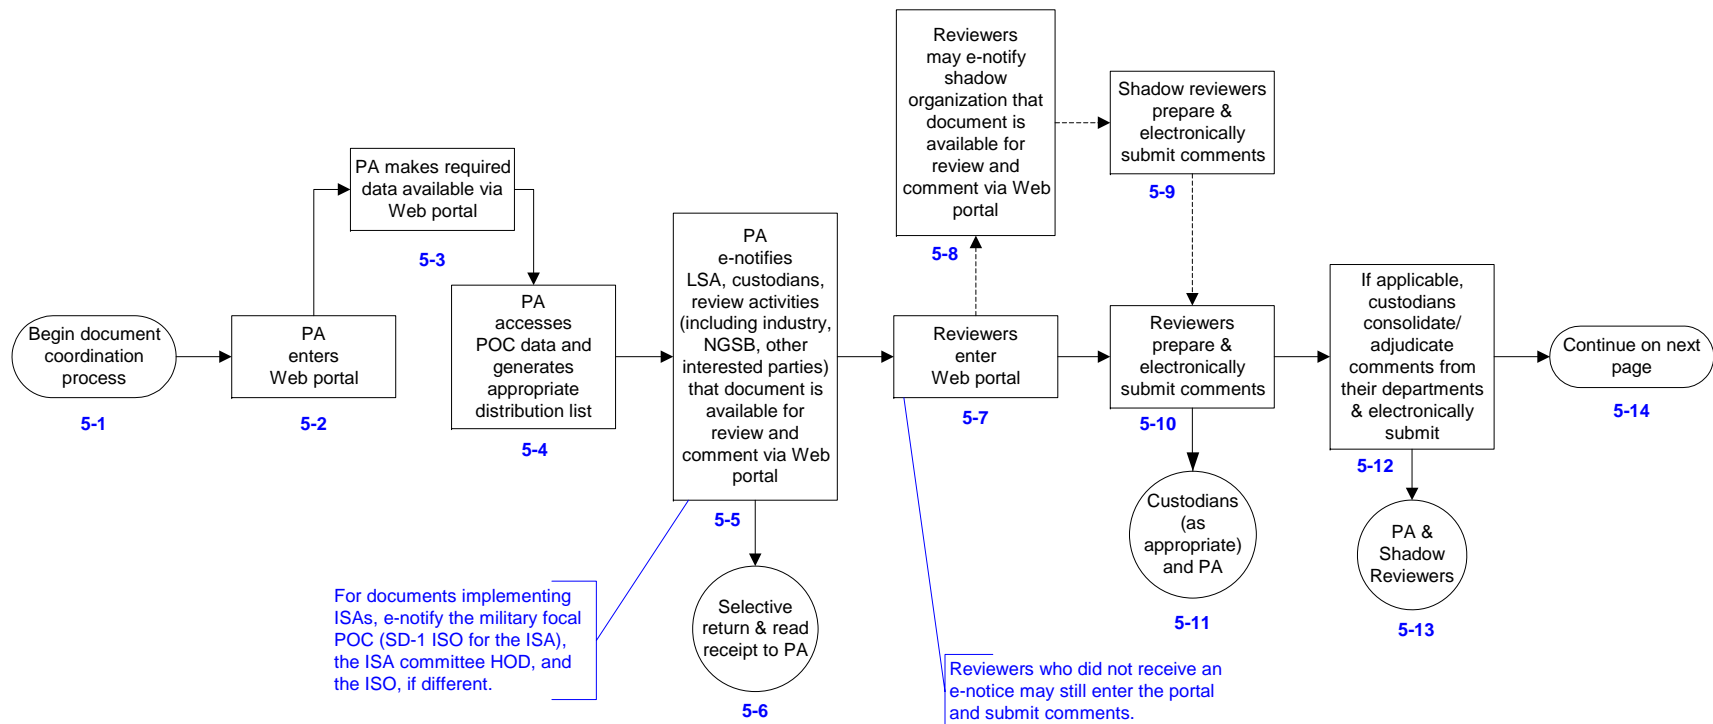 Begin document
coordination
process
5-1
PA
enters
Web portal
5-2
PA makes required
data available via
Web portal
5-3
PA
accesses
POC data and
generates
appropriate
distribution list
5-4
PA
e-notifies
LSA, custodians,
review activities
(including industry,
NGSB, other
interested parties)
that document is
available for
review and
comment via Web
portal
5-5
For documents implementing
ISAs, e-notify the military focal
POC (SD-1 ISO for the ISA),
the ISA committee HOD, and
the ISO, if different.
Selective
return & read
receipt to PA
5-6
Reviewers
enter
Web portal
5-7
Reviewers who did not receive an
e-notice may still enter the portal
and submit comments.
Reviewers
may e-notify
shadow
organization that
document is
available for
review and
comment via Web
portal
5-8
Shadow reviewers
prepare &
electronically
submit comments
5-9
Reviewers
prepare &
electronically
submit comments
5-10
Custodians
(as
appropriate)
and PA
5-11
If applicable,
custodians
consolidate/
adjudicate
comments from
their departments
& electronically
submit
5-12
PA &
Shadow
Reviewers
5-13
Continue on next
page
5-14